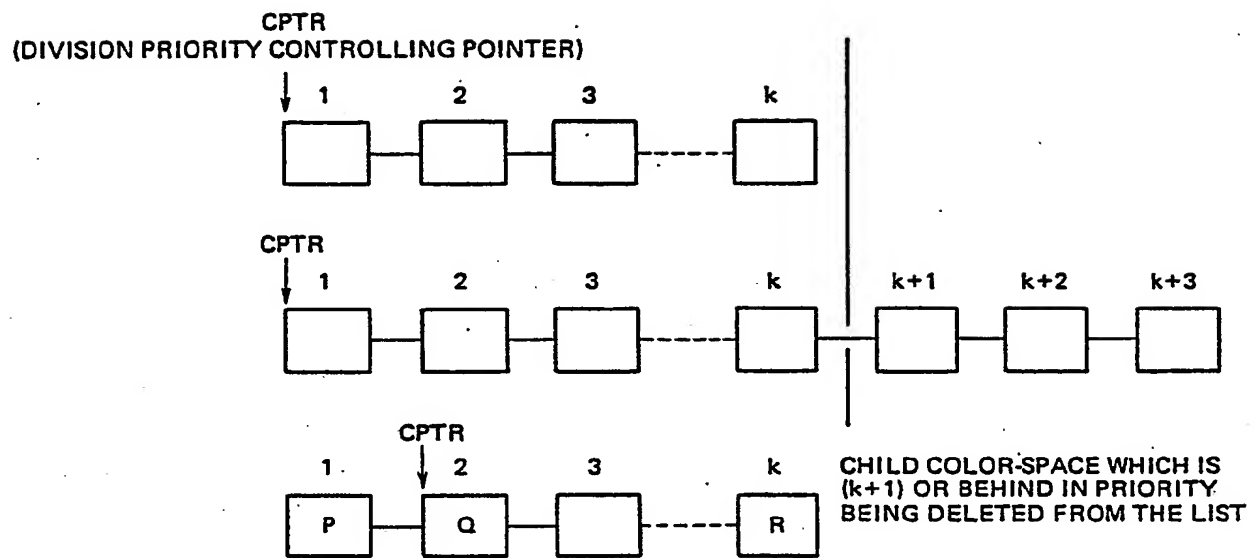 CPTR
(DIVISION PRIORITY CONTROLLING POINTER)
1 2 3 k
CPTR
1 2 3 k k+1 k+2 k+3
CPTR
1 2 3 k
P Q R
CHILD COLOR-SPACE WHICH IS
(k+1) OR BEHIND IN PRIORITY
BEING DELETED FROM THE LIST